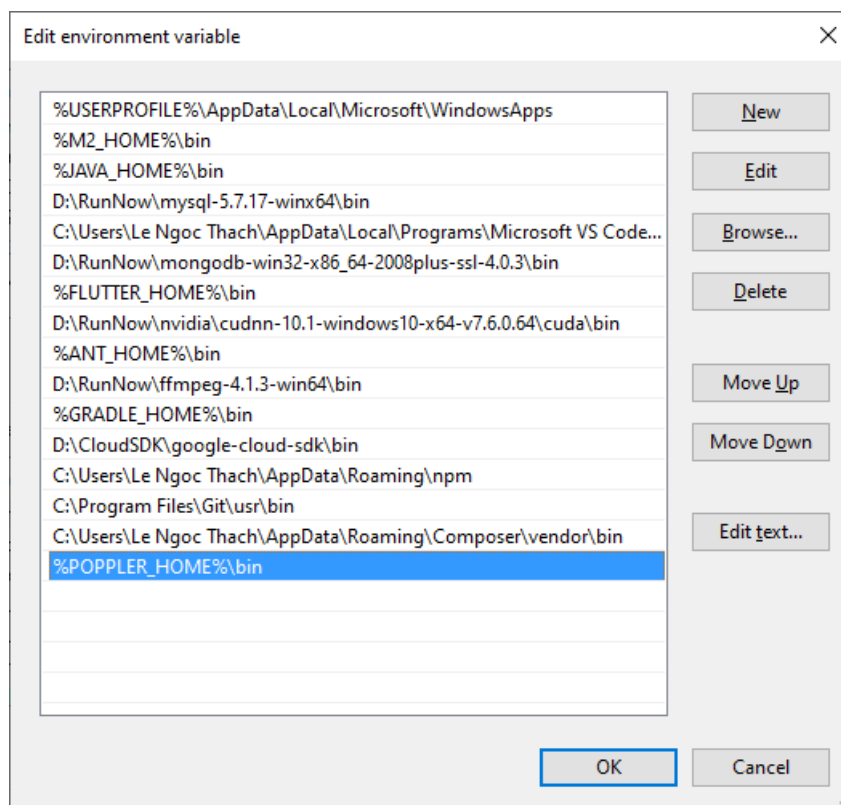 Edit environment variable
%USERPROFILE%\AppData\Local\Microsoft\WindowsApps
%M2_HOME%\bin
%JAVA_HOME%\bin
D:\RunNow\mysql-5.7.17-winx64\bin
C:\Users\Le Ngoc Thach\AppData\Local\Programs\Microsoft VS Code...
D:\RunNow\mongodb-win32-x86_64-2008plus-ssl-4.0.3\bin
%FLUTTER_HOME%\bin
D:\RunNow\nvidia\cudnn-10.1-windows10-x64-v7.6.0.64\cuda\bin
%ANT_HOME%\bin
D:\RunNow\ffmpeg-4.1.3-win64\bin
%GRADLE_HOME%\bin
D:\CloudSDK\google-cloud-sdk\bin
C:\Users\Le Ngoc Thach\AppData\Roaming\npm
C:\Program Files\Git\usr\bin
C:\Users\Le Ngoc Thach\AppData\Roaming\Composer\vendor\bin
%POPPLER_HOME%\bin
New
Edit
Browse...
Delete
Move Up
Move Down
Edit text...
OK
Cancel